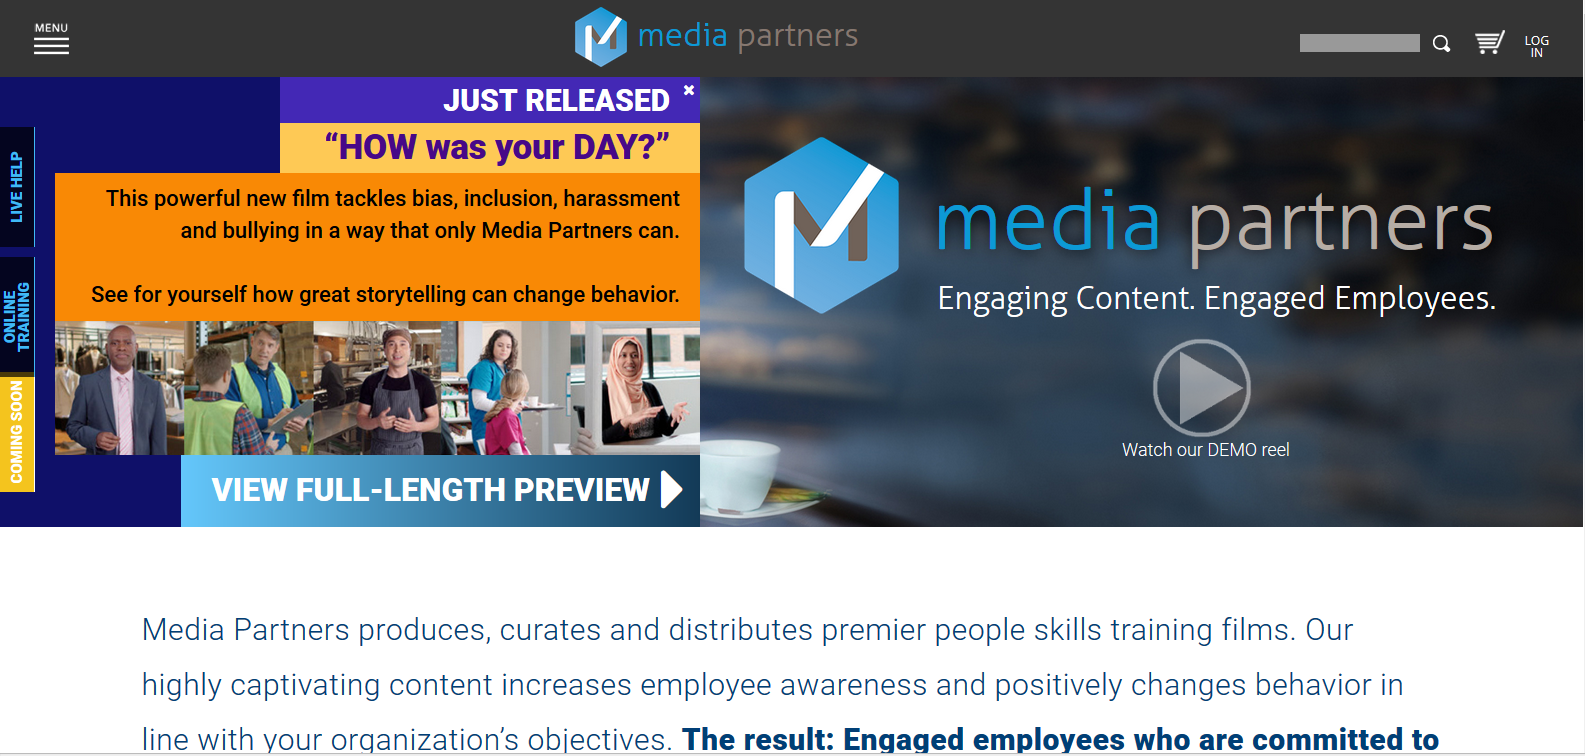 MENU
media partners
LOG
IN
JUST RELEASED
“HOW was your DAY?”
This powerful new film tackles bias, inclusion, harassment
and bullying in a way that only Media Partners can.
See for yourself how great storytelling can change behavior.
VIEW FULL-LENGTH PREVIEW
LIVE HELP
ONLINE
TRAINING
COMING SOON
media partners
Engaging Content. Engaged Employees.
Watch our DEMO reel
Media Partners produces, curates and distributes premier people skills training films. Our
highly captivating content increases employee awareness and positively changes behavior in
line with your organization’s objectives. The result: Engaged employees who are committed to